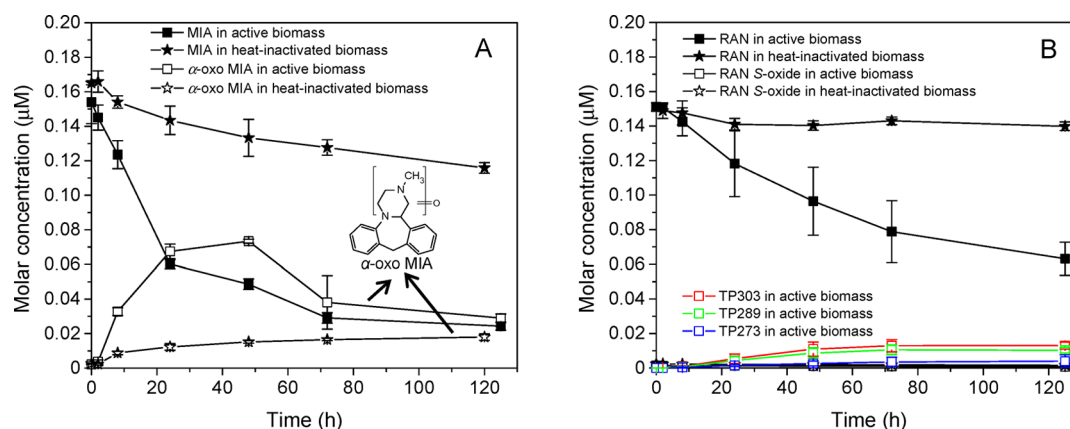 A
MIA in active biomass
MIA in heat-inactivated biomass
α-oxo MIA in active biomass
α-oxo MIA in heat-inactivated biomass
Molar concentration (μM)
0.20
0.18
0.16
0.14
0.12
0.10
0.08
0.06
0.04
0.02
0.00
CH₃
N
N
O
α-oxo MIA
0 20 40 60 80 100 120
Time (h)
B
RAN in active biomass
RAN in heat-inactivated biomass
RAN S-oxide in active biomass
RAN S-oxide in heat-inactivated biomass
Molar concentration (μM)
0.20
0.18
0.16
0.14
0.12
0.10
0.08
0.06
0.04
0.02
0.00
TP303 in active biomass
TP289 in active biomass
TP273 in active biomass
0 20 40 60 80 100 120
Time (h)